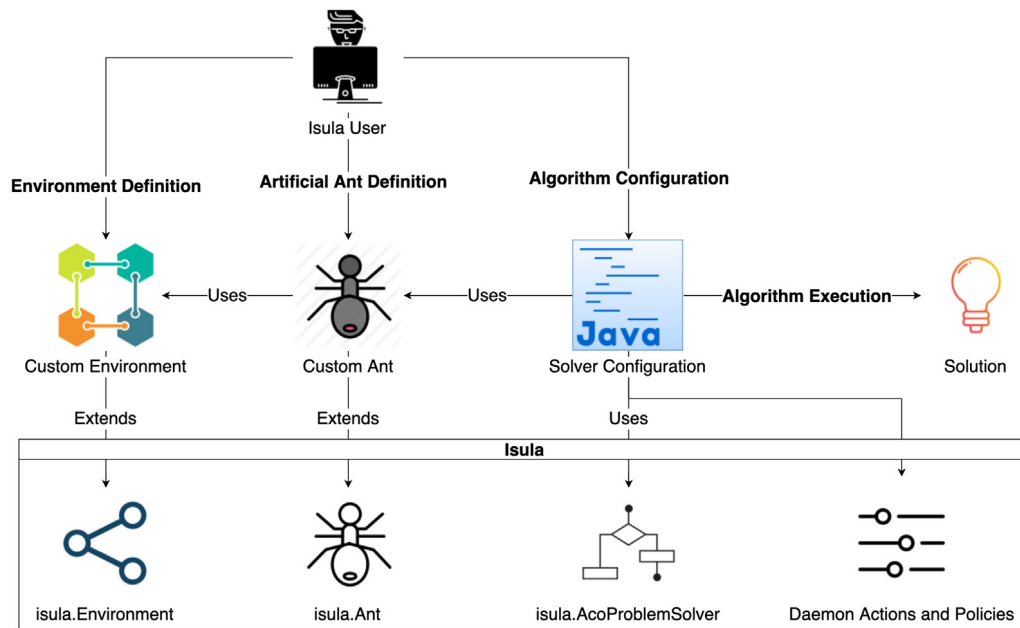 Isula User
Environment Definition
Artificial Ant Definition
Algorithm Configuration
Uses
Uses
Algorithm Execution
Java
Custom Environment
Custom Ant
Solver Configuration
Solution
Extends
Extends
Uses
Isula
isula.Environment
isula.Ant
isula.AcoProblemSolver
Daemon Actions and Policies